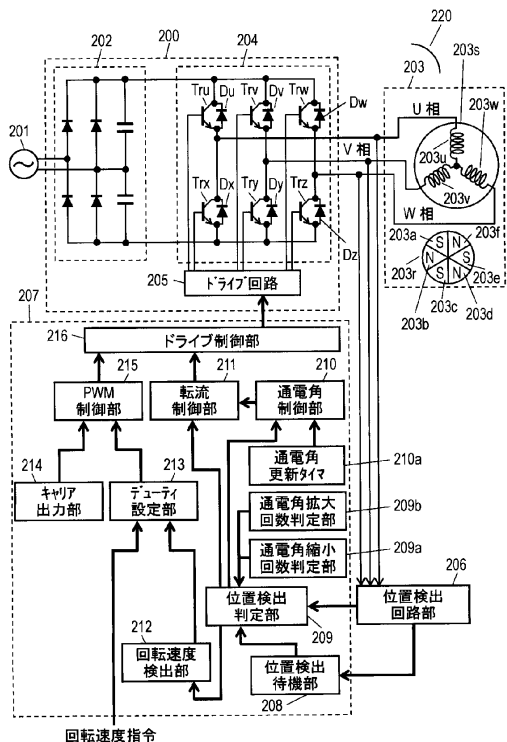 220
202
200
204
203
203s
Tru
Du
Trv
Dv
Trw
Dw
U 相
203w
201
V 相
203u
203v
Trx
Dx
Try
Dy
Trz
W 相
Dz
203a
203f
S
N
N
S
S
N
203r
203e
203b
203c
203d
205
ドライブ回路
207
216
ドライブ制御部
215
211
210
PWM
制御部
転流
制御部
通電角
制御部
214
213
通電角
更新タイマ
210a
キャリア
出力部
デューティ
設定部
通電角拡大
回数判定部
209b
通電角縮小
回数判定部
209a
206
212
位置検出
判定部
209
位置検出
回路部
回転速度
検出部
位置検出
待機部
208
回転速度指令